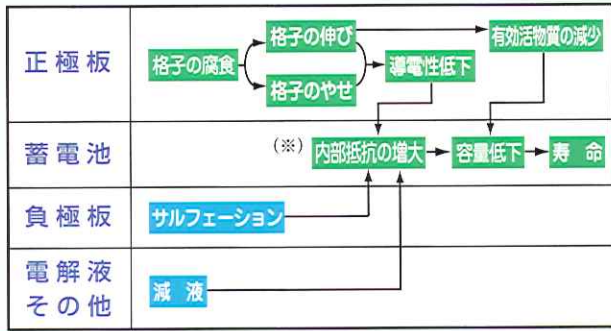 正極板
格子の腐食
格子の伸び
格子のやせ
導電性低下
有効活物質の減少
蓄電池
(※)
内部抵抗の増大
容量低下
寿 命
負極板
サルフェーション
電解液
その他
減 液